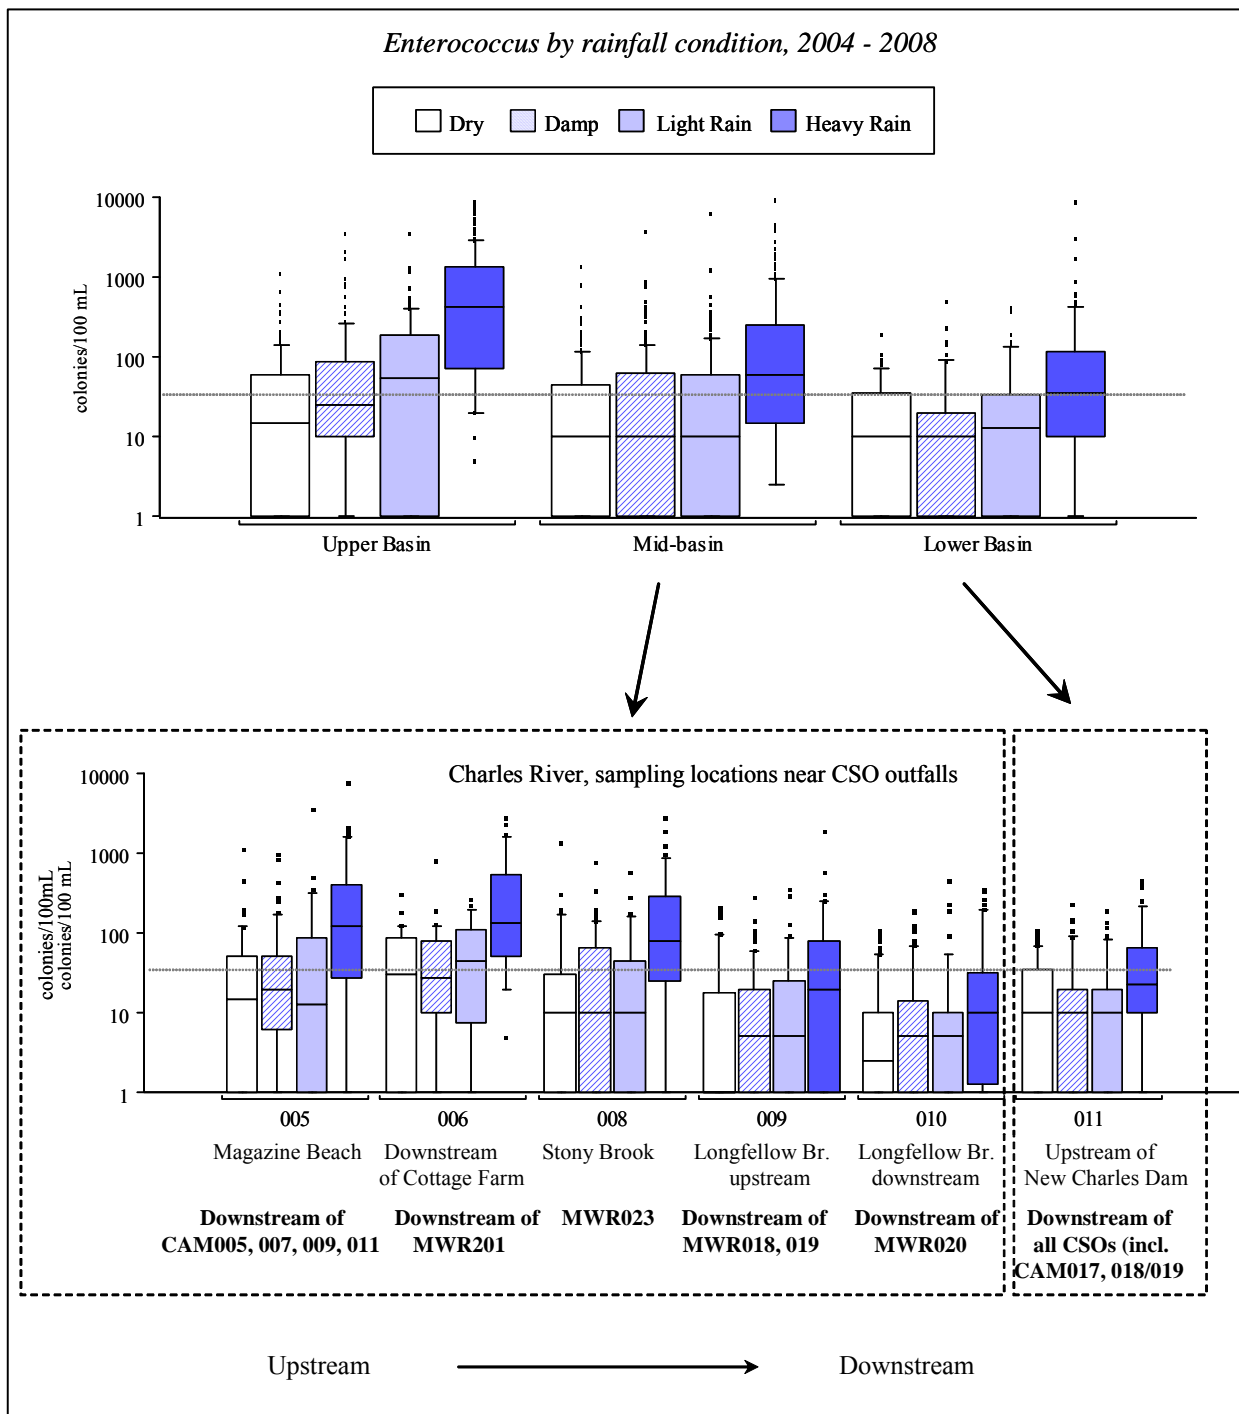 Enterococcus by rainfall condition, 2004 - 2008
Dry Damp Light Rain Heavy Rain
10000
1000
100
10
1
colonies/100 mL
Upper Basin Mid-basin Lower Basin
Charles River, sampling locations near CSO outfalls
10000
1000
100
10
1
colonies/100mL
colonies/100 mL
005 006 008 009 010 011
Magazine Beach Downstream Stony Brook Longfellow Br. Longfellow Br. Upstream of
of Cottage Farm upstream downstream New Charles Dam
Downstream of Downstream of MWR023 Downstream of Downstream of Downstream of
CAM005, 007, 009, 011 MWR201 MWR018, 019 MWR020 all CSOs (incl.
CAM017, 018/019
Upstream Downstream